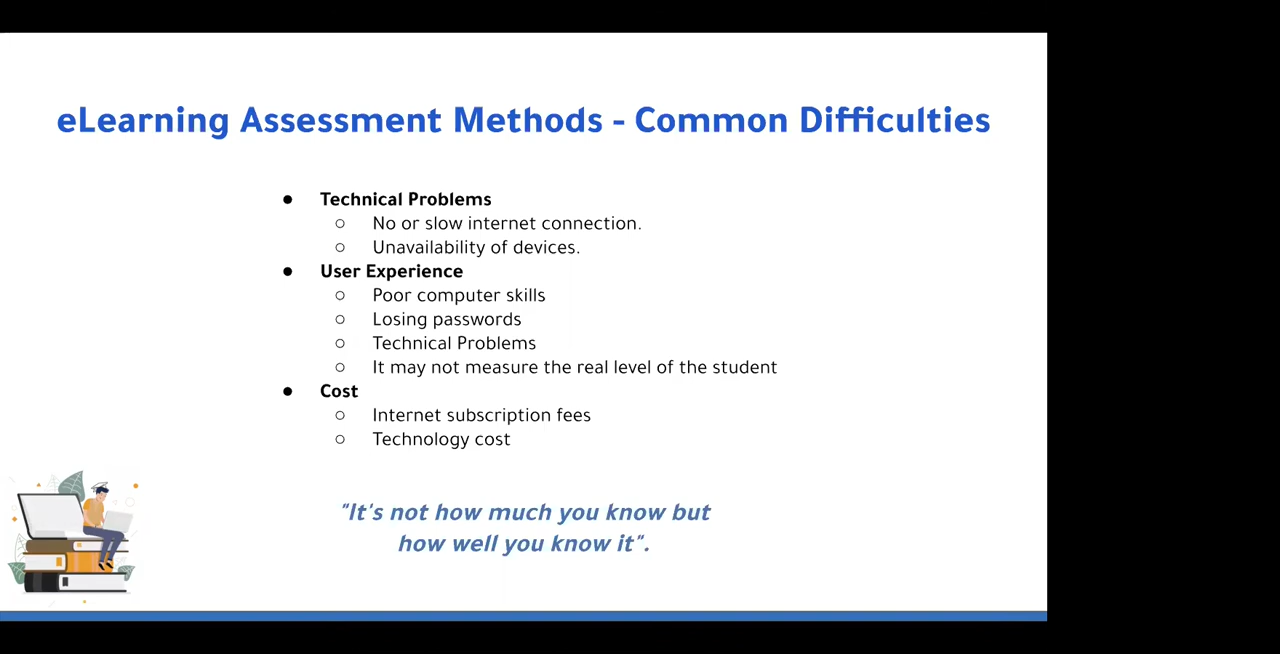 eLearning Assessment Methods - Common Difficulties
● Technical Problems
○ No or slow internet connection.
○ Unavailability of devices.
● User Experience
○ Poor computer skills
○ Losing passwords
○ Technical Problems
○ It may not measure the real level of the student
● Cost
○ Internet subscription fees
○ Technology cost
"It's not how much you know but
how well you know it".